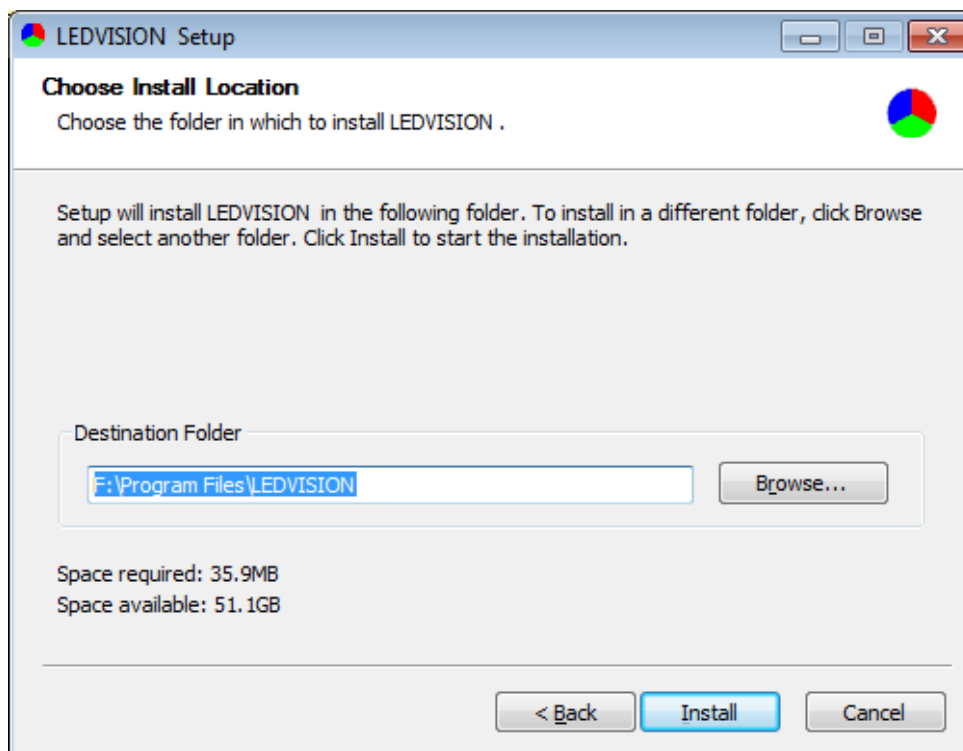 LEDVISION Setup
Choose Install Location
Choose the folder in which to install LEDVISION .
Setup will install LEDVISION in the following folder. To install in a different folder, click Browse
and select another folder. Click Install to start the installation.
Destination Folder
F:\Program Files\LEDVISION
Browse...
Space required: 35.9MB
Space available: 51.1GB
< Back
Install
Cancel